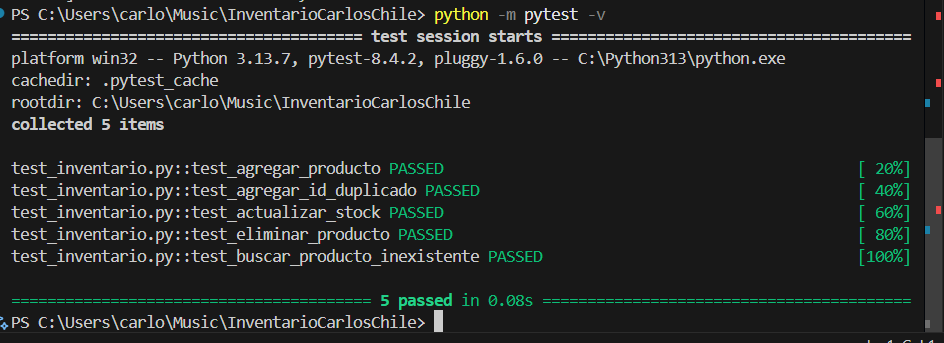 PS C:\Users\carlo\Music\InventarioCarlosChile> python -m pytest -v
======================================= test session starts ========================================
platform win32 -- Python 3.13.7, pytest-8.4.2, pluggy-1.6.0 -- C:\Python313\python.exe
cachedir: .pytest_cache
rootdir: C:\Users\carlo\Music\InventarioCarlosChile
collected 5 items
test_inventario.py::test_agregar_producto PASSED [ 20%]
test_inventario.py::test_agregar_id_duplicado PASSED [ 40%]
test_inventario.py::test_actualizar_stock PASSED [ 60%]
test_inventario.py::test_eliminar_producto PASSED [ 80%]
test_inventario.py::test_buscar_producto_inexistente PASSED [100%]
======================================== 5 passed in 0.08s =========================================
PS C:\Users\carlo\Music\InventarioCarlosChile>